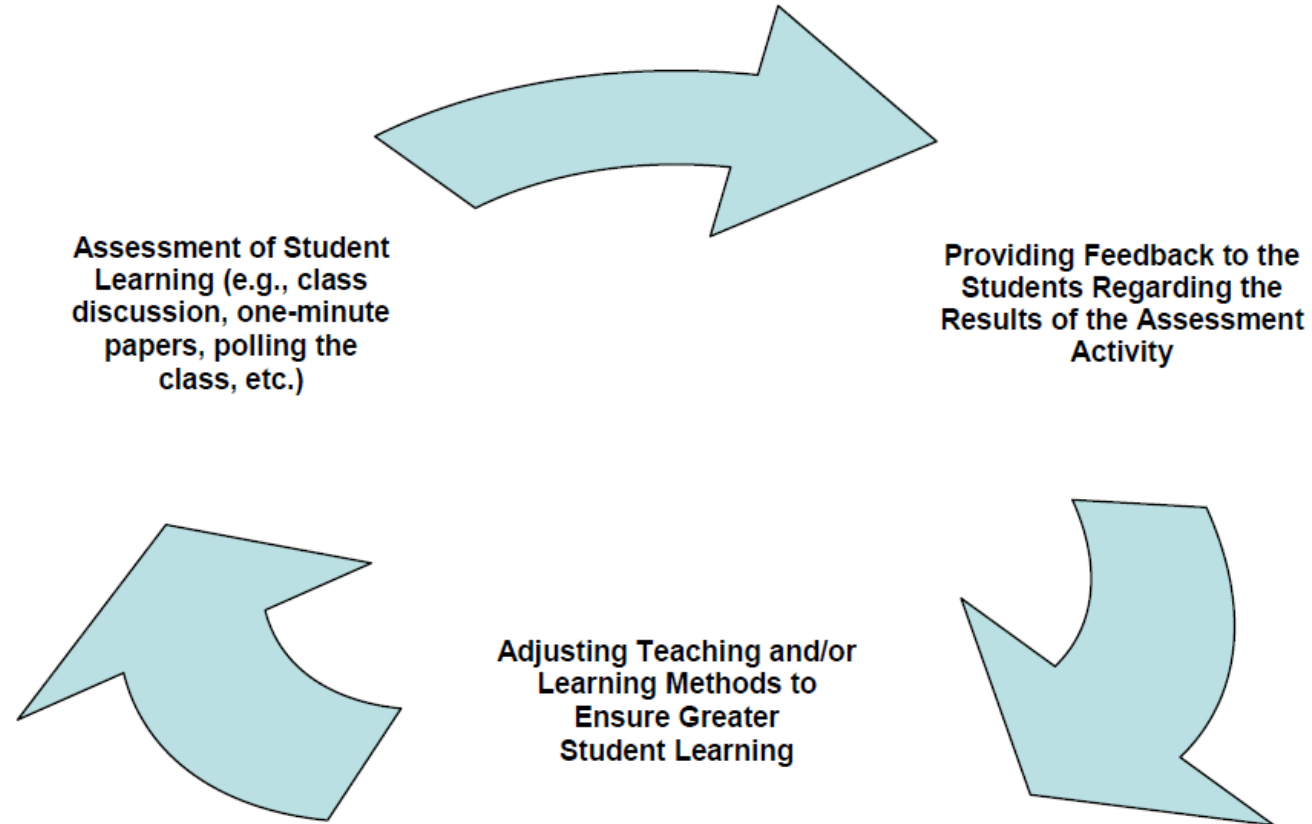 Assessment of Student
Learning (e.g., class
discussion, one-minute
papers, polling the
class, etc.)
Providing Feedback to the
Students Regarding the
Results of the Assessment
Activity
Adjusting Teaching and/or
Learning Methods to
Ensure Greater
Student Learning